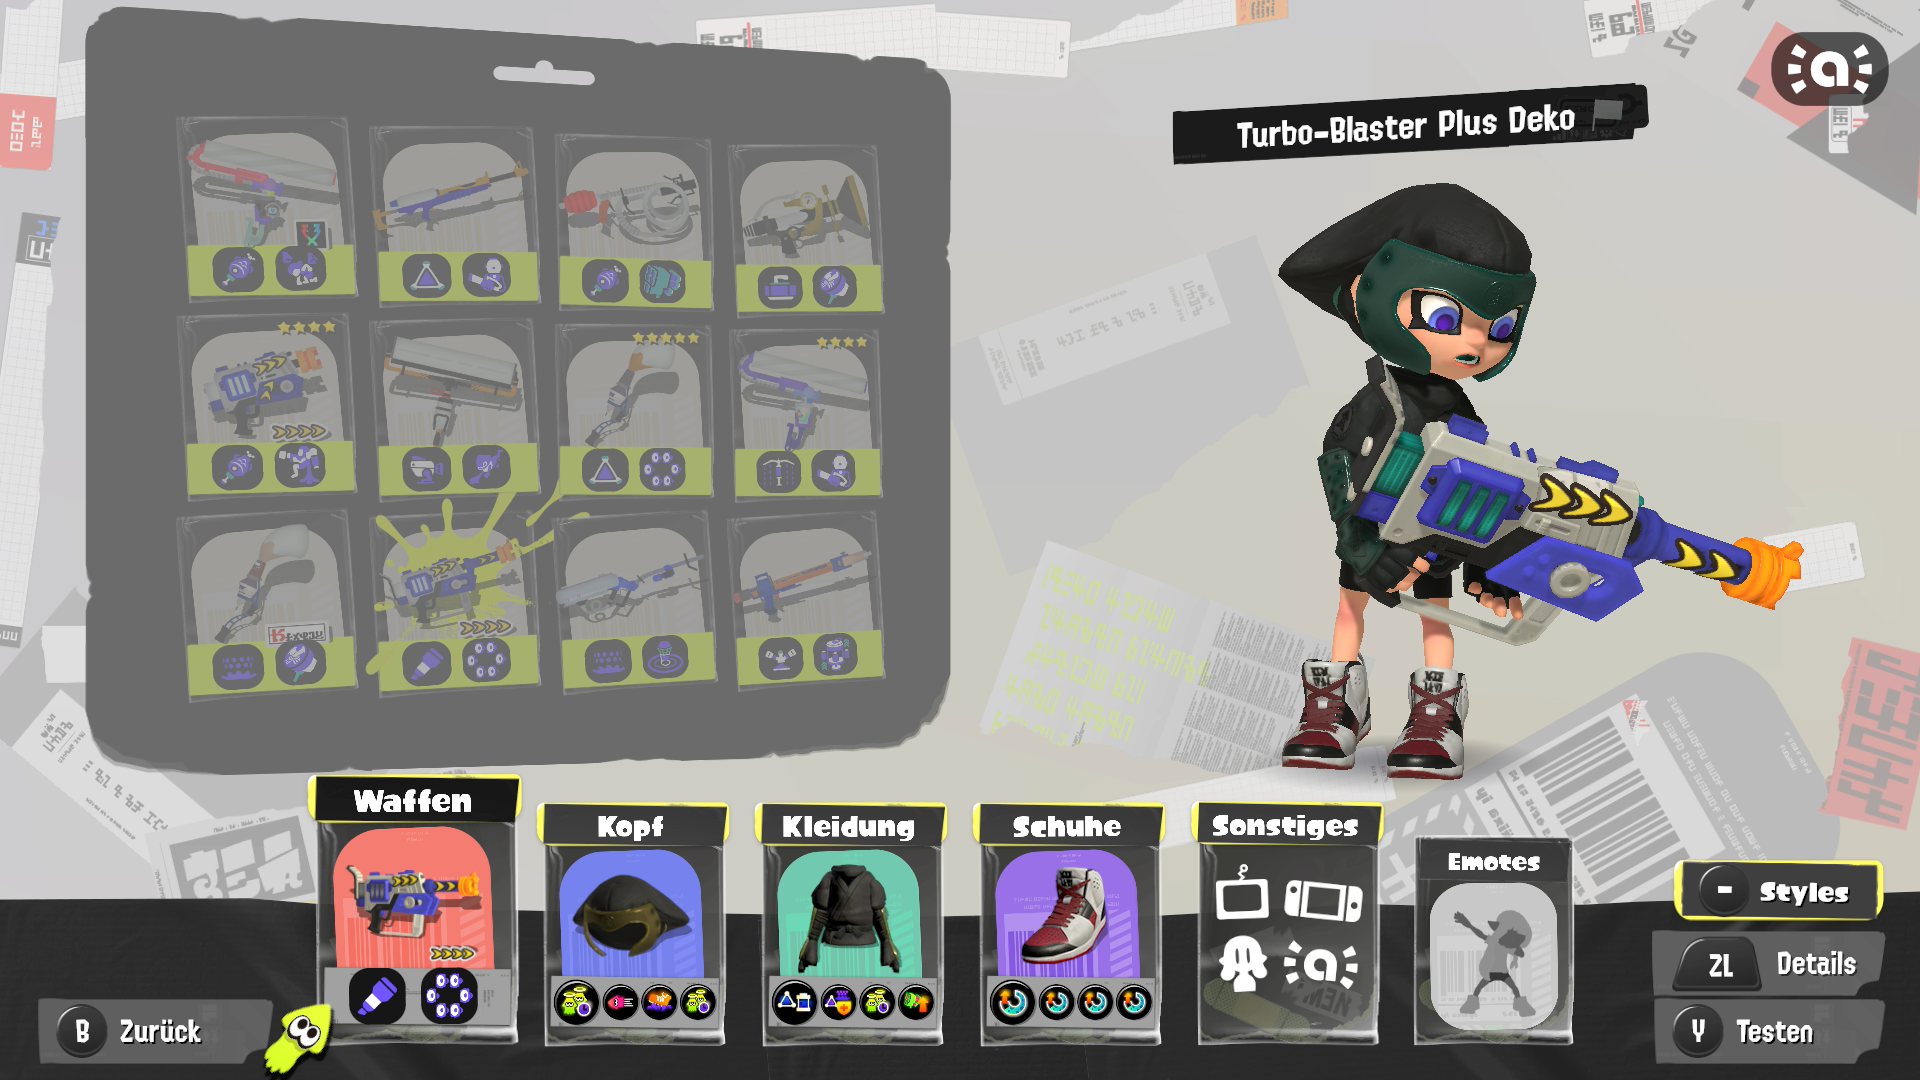 Turbo-Blaster Plus Deko
Waffen
Kopf
Kleidung
Schuhe
Sonstiges
Emotes
- Styles
ZL Details
B Zurück
Y Testen